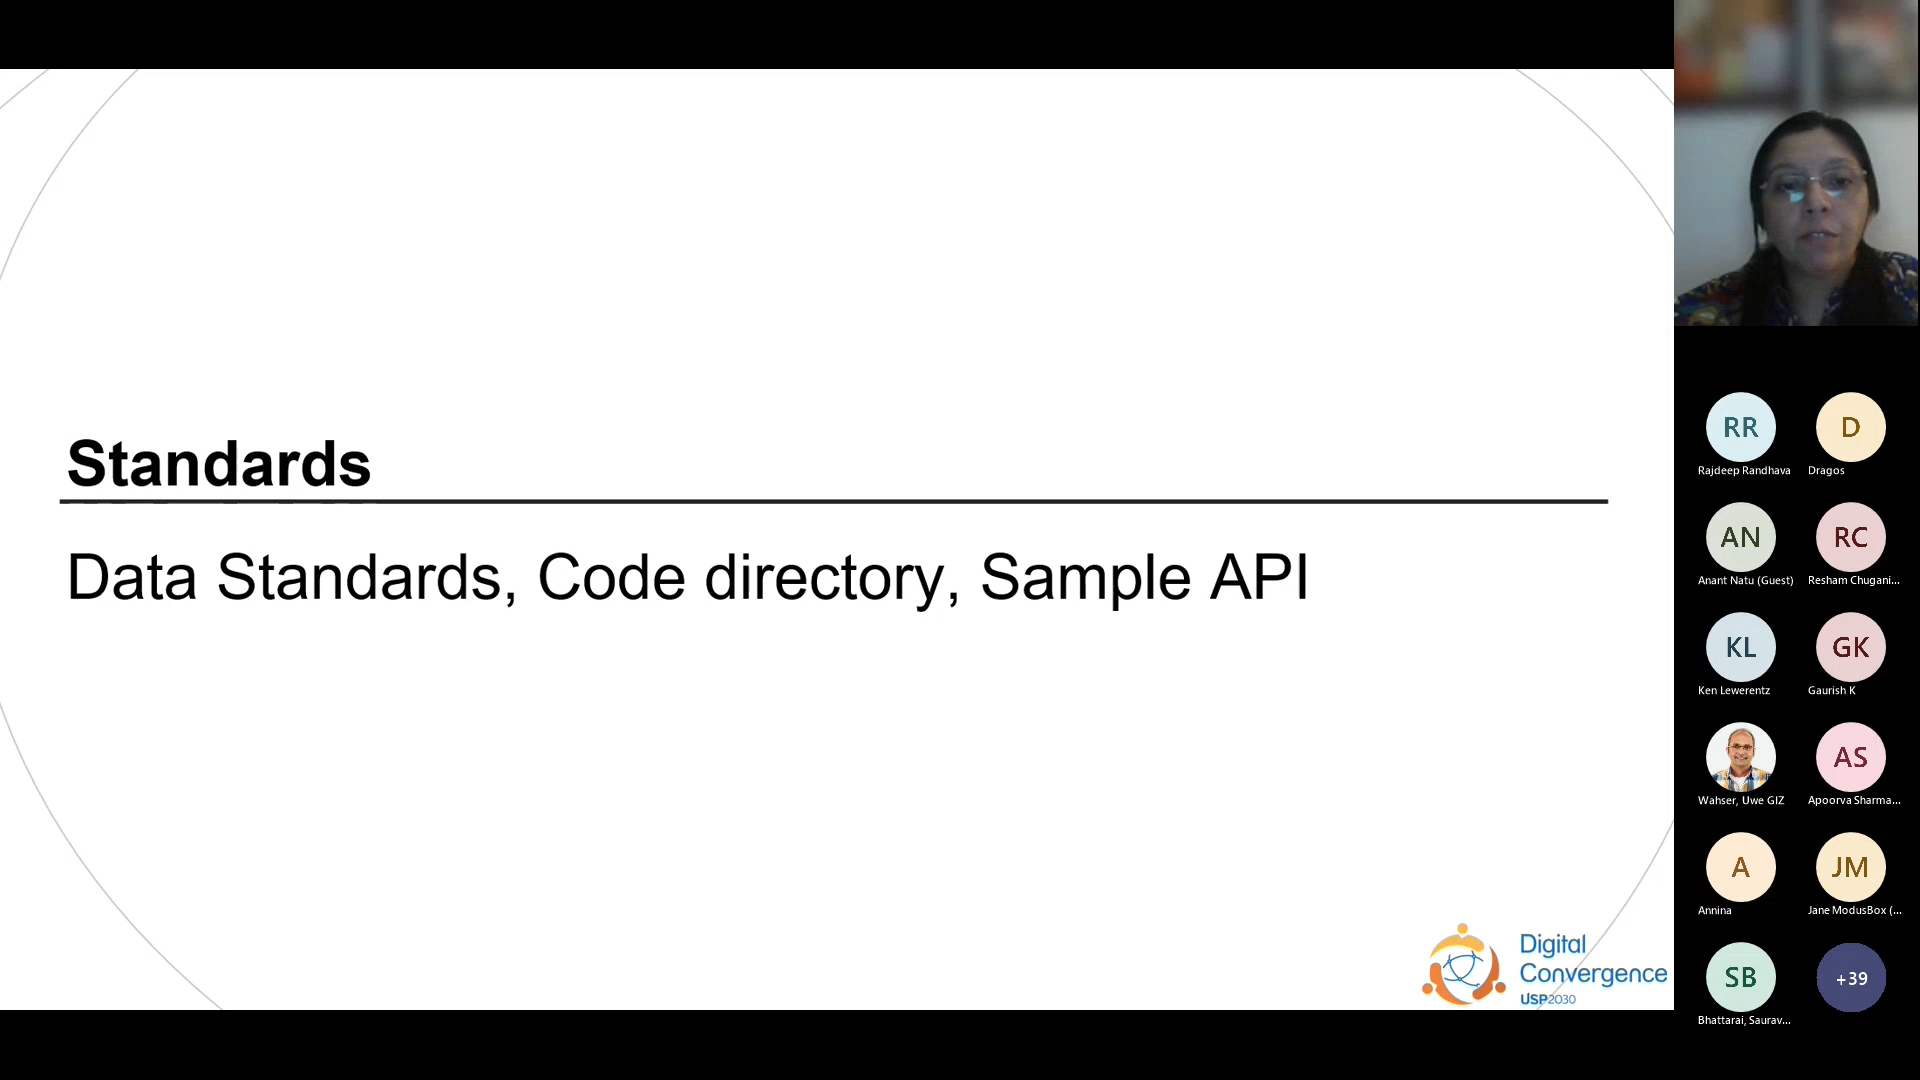 Standards
Data Standards, Code directory, Sample API
Digital
Convergence
USP2030
RR
Rajdeep Randhava
D
Dragos
AN
Anant Natu (Guest)
RC
Resham Chugani...
KL
Ken Lewerentz
GK
Gaurish K
Wahser, Uwe GIZ
AS
Apoorva Sharma...
A
Annina
JM
Jane ModusBox (...
SB
Bhattarai, Saurav...
+39